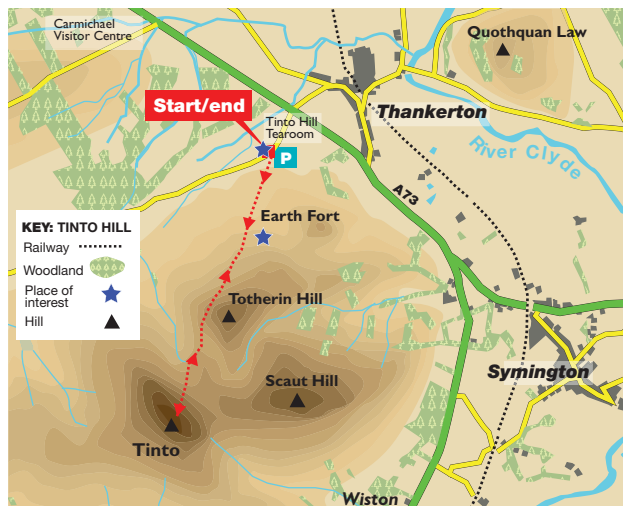 Carmichael
Visitor Centre
Quothquan Law
Start/end
Tinto Hill
Tearoom
P
Thankerton
River Clyde
A73
Earth Fort
KEY: TINTO HILL
Railway
Woodland
Place of
interest
Hill
Totherin Hill
Scaut Hill
Symington
Tinto
Wiston